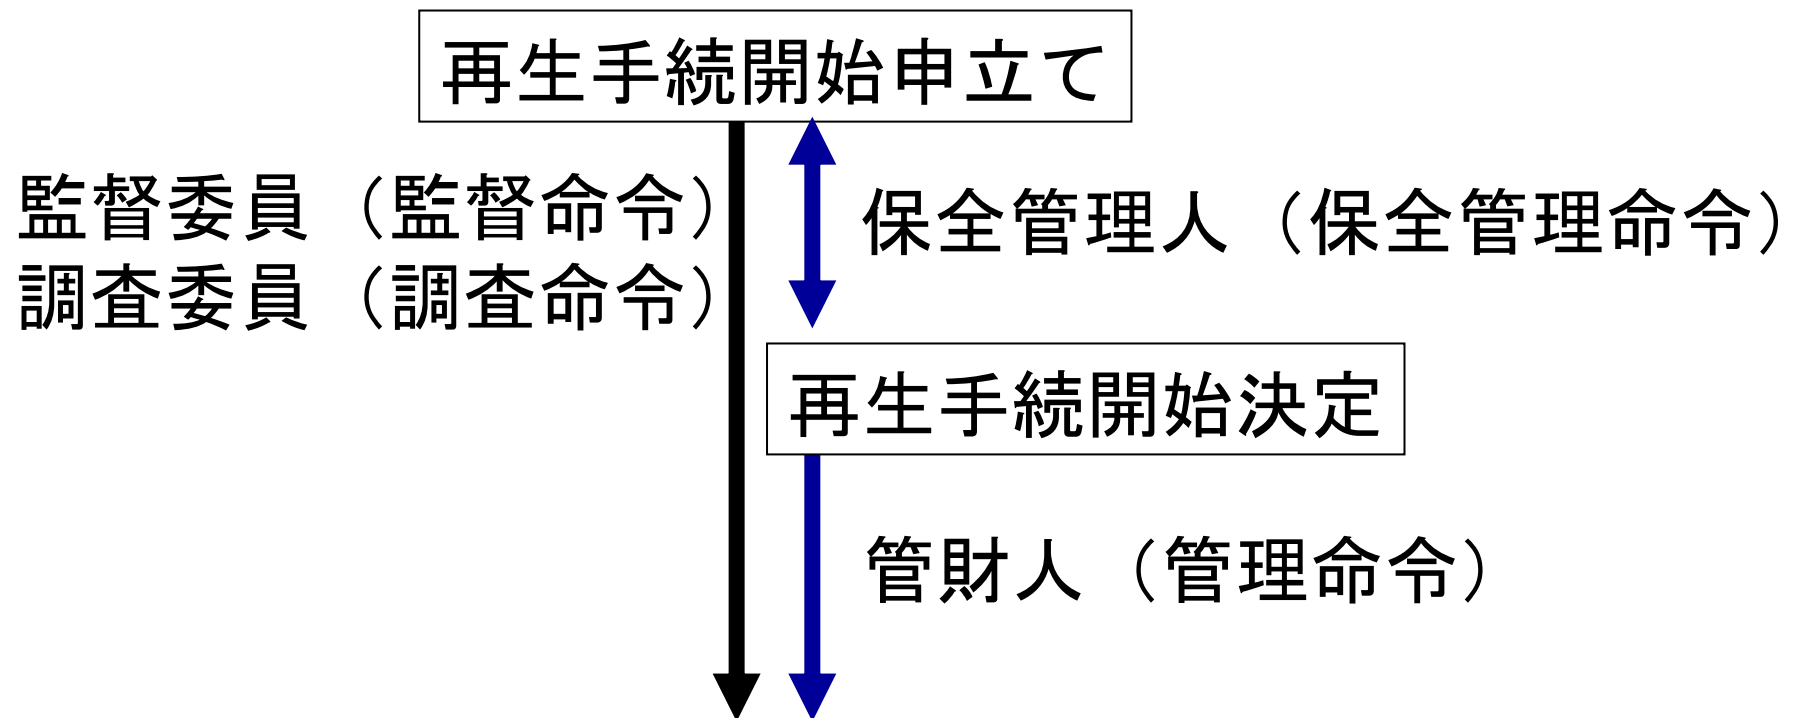 再生手続開始申立て
監督委員（監督命令）
調査委員（調査命令）
保全管理人（保全管理命令）
再生手続開始決定
管財人（管理命令）